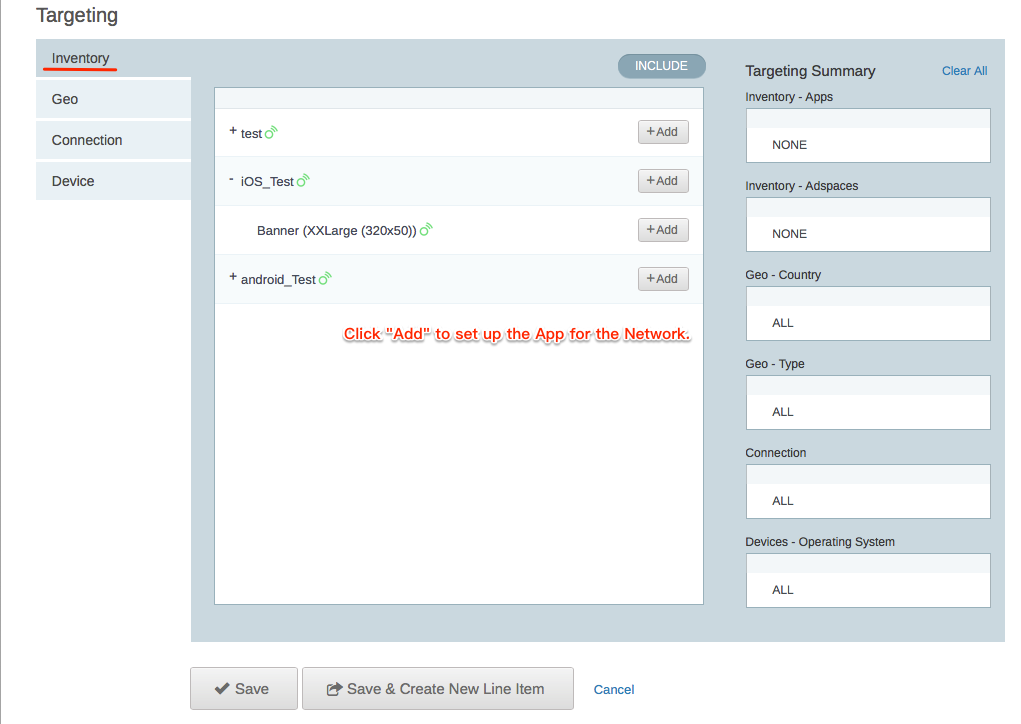 Targeting
Inventory
Geo
Connection
Device
INCLUDE
+ test
+Add
- iOS_Test
+Add
Banner (XXLarge (320x50))
+Add
+ android_Test
+Add
Click "Add" to set up the App for the Network.
Targeting Summary
Clear All
Inventory - Apps
NONE
Inventory - Adspaces
NONE
Geo - Country
ALL
Geo - Type
ALL
Connection
ALL
Devices - Operating System
ALL
Save
Save & Create New Line Item
Cancel